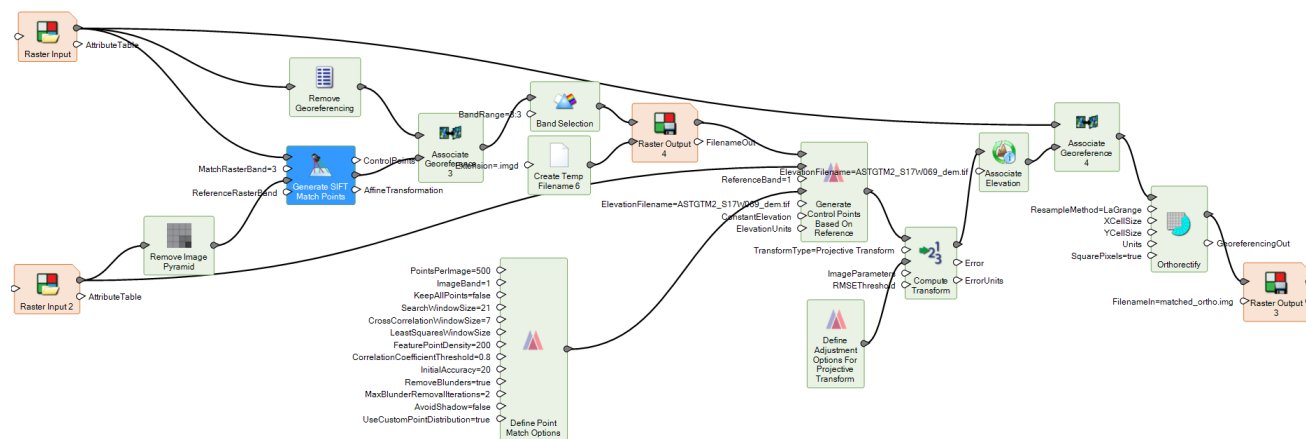 Raster Input
AttributeTable
Remove
Georeferencing
MatchRasterBand=3
ReferenceRasterBand
Generate SIFT
Match Points
ControlPoints
AffineTransformation
Remove Image
Pyramid
Raster Input 2
AttributeTable
Associate
Georeference
3
BandRange=3:3
Band Selection
Extension=.imgd
Create Temp
Filename 6
Raster Output
4
FilenameOut
PointsPerImage=500
ImageBand=1
KeepAllPoints=false
SearchWindowSize=21
CrossCorrelationWindowSize=7
LeastSquaresWindowSize
FeaturePointDensity=200
CorrelationCoefficientThreshold=0.8
InitialAccuracy=20
RemoveBlunders=true
MaxBlunderRemovalIterations=2
AvoidShadow=false
UseCustomPointDistribution=true
Define Point
Match Options
ReferenceBand=1
ElevationFilename=ASTGTM2_S17W069_dem.tif
ConstantElevation
ElevationUnits
Generate
Control Points
Based On
Reference
TransformType=Projective Transform
ImageParameters
RMSEThreshold
Compute
Transform
Error
ErrorUnits
Define
Adjustment
Options For
Projective
Transform
ElevationFilename=ASTGTM2_S17W069_dem.tif
Associate
Elevation
Associate
Georeference
4
ResampleMethod=LaGrange
XCellSize
YCellSize
Units
SquarePixels=true
Orthorectify
GeoreferencingOut
FilenameIn=matched_ortho.img
Raster Output
3